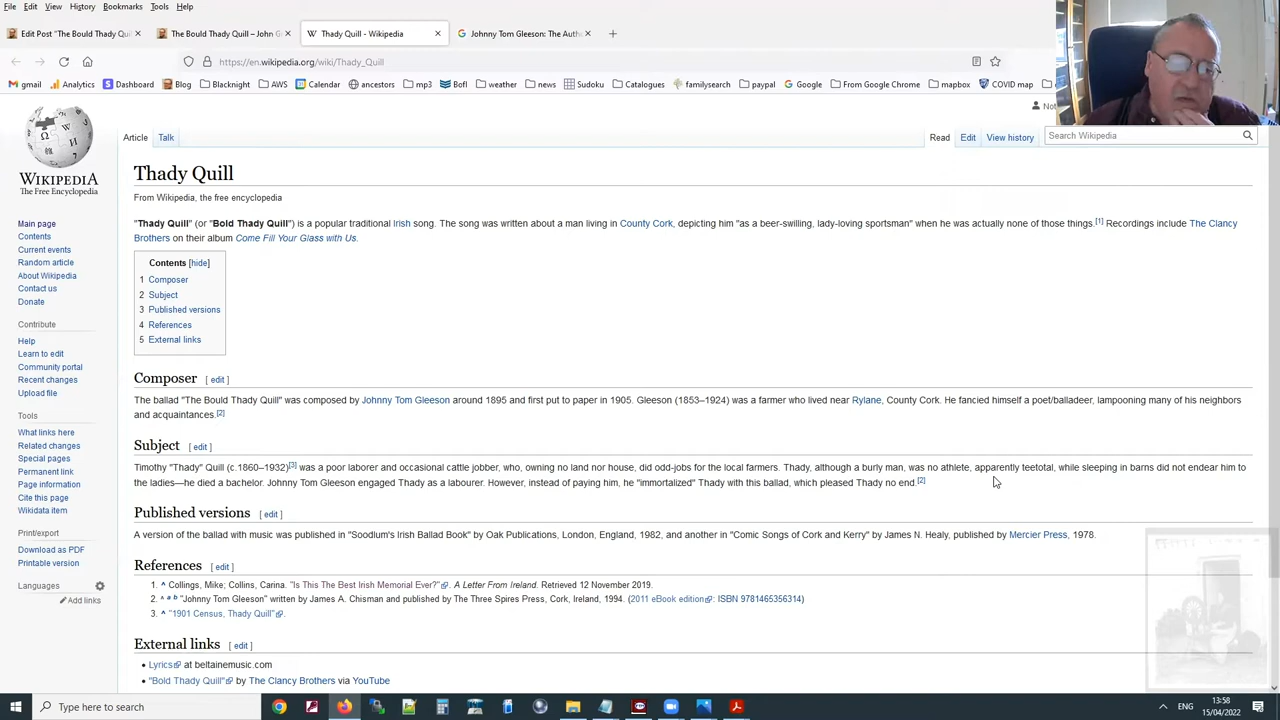 File Edit View History Bookmarks Tools Help
Edit Post "The Bould Thady Qui
The Bould Thady Quill – John G
Thady Quill - Wikipedia
Johnny Tom Gleeson: The Auth
https://en.wikipedia.org/wiki/Thady_Quill
gmail Analytics Dashboard Blog Blacknight AWS Calendar ancestors mp3 Bofl weather news Sudoku Catalogues familysearch paypal Google From Google Chrome mapbox COVID map
Not
WIKIPEDIA
The Free Encyclopedia
Article Talk Read Edit View history Search Wikipedia
Main page
Contents
Current events
Random article
About Wikipedia
Contact us
Donate
Contribute
Help
Learn to edit
Community portal
Recent changes
Upload file
Tools
What links here
Related changes
Special pages
Permanent link
Page information
Cite this page
Wikidata item
Print/export
Download as PDF
Printable version
Languages
Add links
Thady Quill
From Wikipedia, the free encyclopedia
"Thady Quill" (or "Bold Thady Quill") is a popular traditional Irish song. The song was written about a man living in County Cork, depicting him "as a beer-swilling, lady-loving sportsman" when he was actually none of those things.[1] Recordings include The Clancy
Brothers on their album Come Fill Your Glass with Us.
Contents [hide]
1 Composer
2 Subject
3 Published versions
4 References
5 External links
Composer [ edit ]
The ballad "The Bould Thady Quill" was composed by Johnny Tom Gleeson around 1895 and first put to paper in 1905. Gleeson (1853–1924) was a farmer who lived near Rylane, County Cork. He fancied himself a poet/balladeer, lampooning many of his neighbors
and acquaintances.[2]
Subject [ edit ]
Timothy "Thady" Quill (c.1860–1932)[3] was a poor laborer and occasional cattle jobber, who, owning no land nor house, did odd-jobs for the local farmers. Thady, although a burly man, was no athlete, apparently teetotal, while sleeping in barns did not endear him to
the ladies—he died a bachelor. Johnny Tom Gleeson engaged Thady as a labourer. However, instead of paying him, he "immortalized" Thady with this ballad, which pleased Thady no end.[2]
Published versions [ edit ]
A version of the ballad with music was published in "Soodlum's Irish Ballad Book" by Oak Publications, London, England, 1982, and another in "Comic Songs of Cork and Kerry" by James N. Healy, published by Mercier Press, 1978.
References [ edit ]
1. ^ Collings, Mike; Collins, Carina. "Is This The Best Irish Memorial Ever?". A Letter From Ireland. Retrieved 12 November 2019.
2. ^ a b "Johnny Tom Gleeson" written by James A. Chisman and published by The Three Spires Press, Cork, Ireland, 1994. (2011 eBook edition: ISBN 9781465356314)
3. ^ "1901 Census, Thady Quill".
External links [ edit ]
• Lyrics at beltainemusic.com
• "Bold Thady Quill" by The Clancy Brothers via YouTube
Type here to search
ENG
13:58
15/04/2022